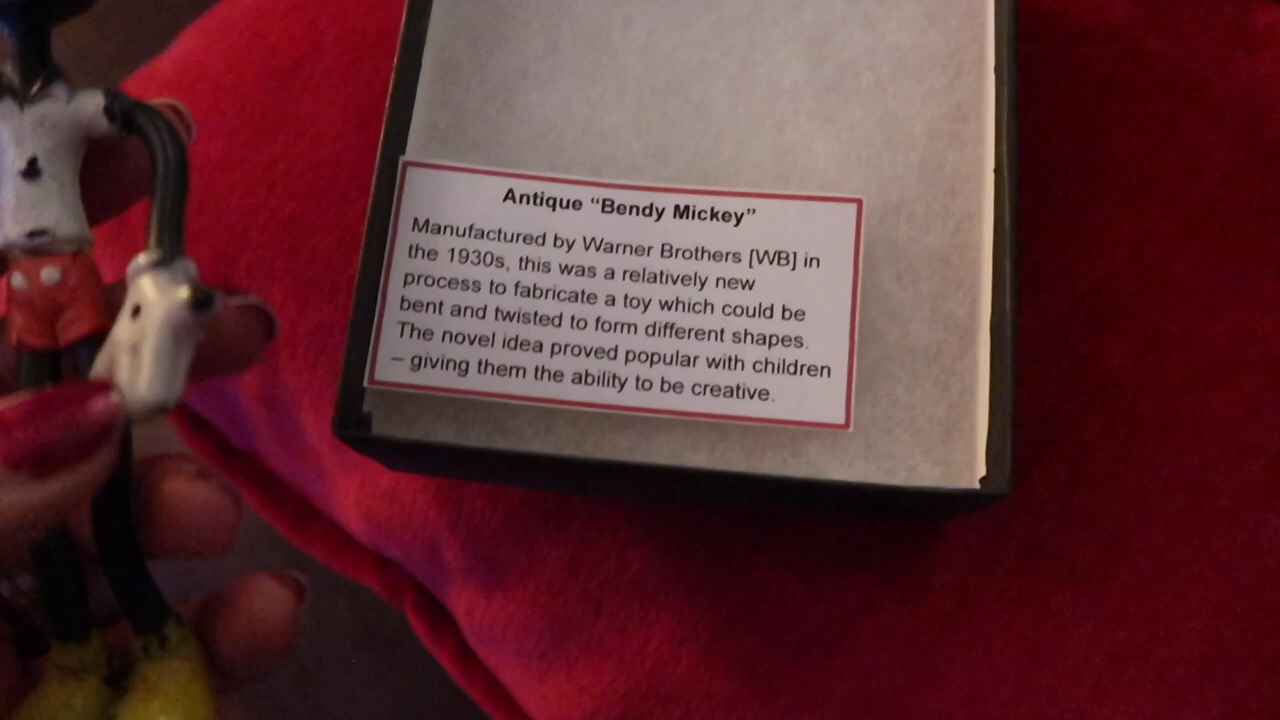 Antique “Bendy Mickey”
Manufactured by Warner Brothers [WB] in
the 1930s, this was a relatively new
process to fabricate a toy which could be
bent and twisted to form different shapes.
The novel idea proved popular with children
– giving them the ability to be creative.